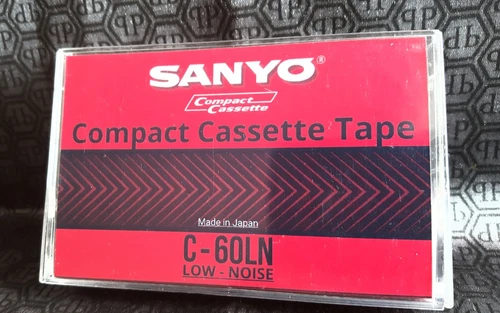 SANYO®
Compact
Cassette
Compact Cassette Tape
Made in Japan
C-60LN
LOW - NOISE